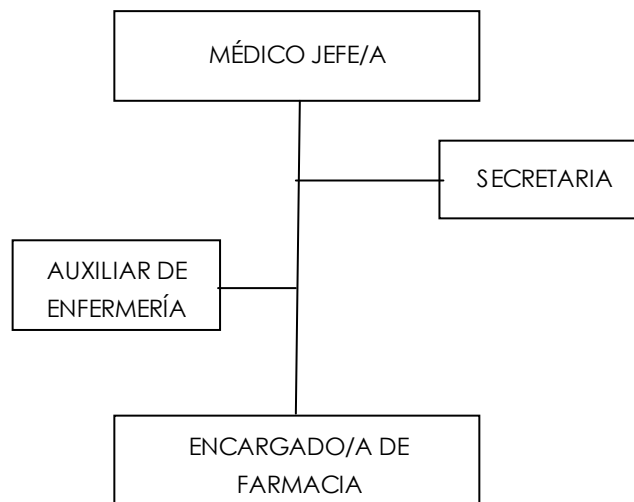 MÉDICO JEFE/A
SECRETARIA
AUXILIAR DE
ENFERMERÍA
ENCARGADO/A DE
FARMACIA